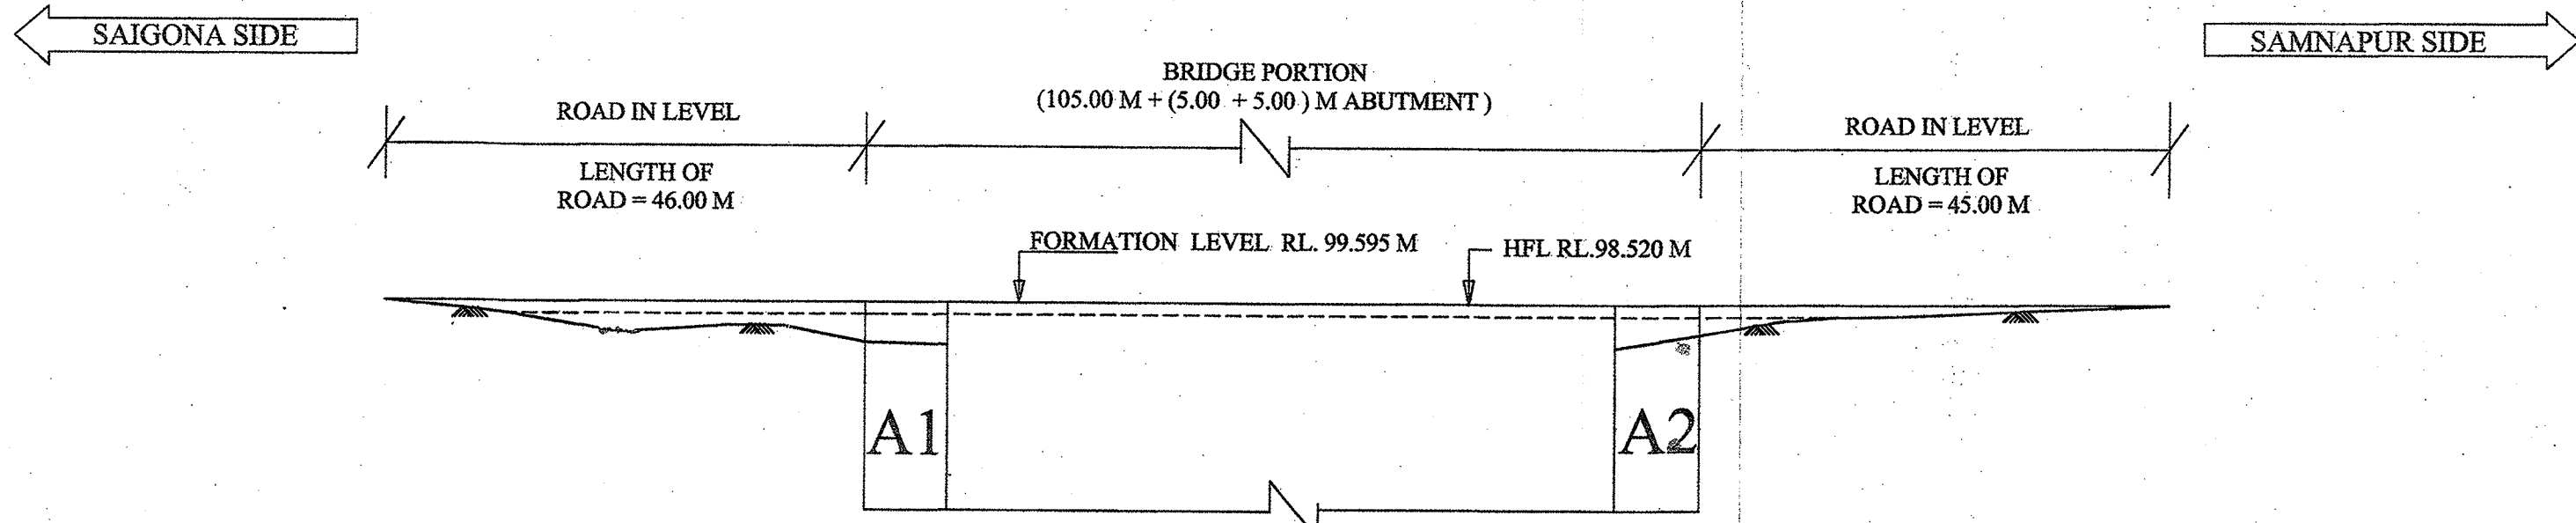 SAIGONA SIDE
SAMNAPUR SIDE
BRIDGE PORTION
(105.00 M + (5.00 + 5.00 ) M ABUTMENT )
ROAD IN LEVEL
LENGTH OF
ROAD = 46.00 M
ROAD IN LEVEL
LENGTH OF
ROAD = 45.00 M
FORMATION LEVEL RL. 99.595 M
HFL RL.98.520 M
A1
A2